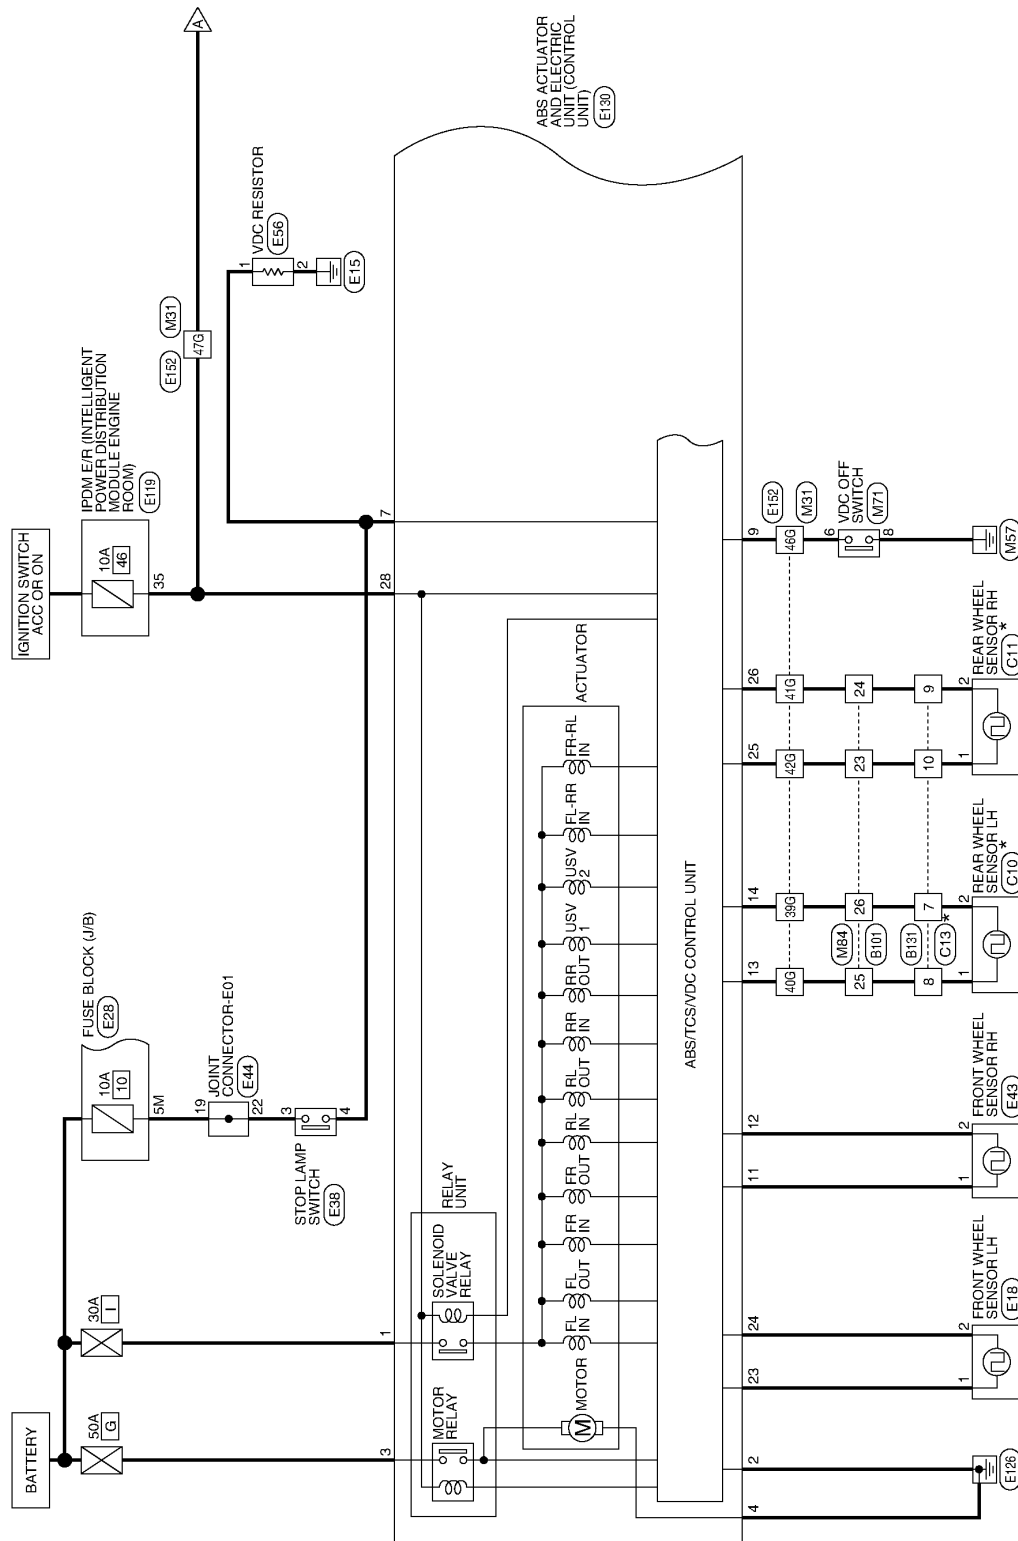 BATTERY
50A
G
30A
I
FUSE BLOCK (J/B)
E28
10A
10
5M
19
JOINT
CONNECTOR-E01
E44
22
3
STOP LAMP
SWITCH
E38
4
IGNITION SWITCH
ACC OR ON
10A
46
IPDM E/R (INTELLIGENT
POWER DISTRIBUTION
MODULE ENGINE
ROOM)
E119
35
E152
M31
47G
A
VDC RESISTOR
E56
1
2
E15
3
1
28
7
ABS ACTUATOR
AND ELECTRIC
UNIT (CONTROL
UNIT)
E130
MOTOR
RELAY
SOLENOID
VALVE
RELAY
RELAY
UNIT
ACTUATOR
M
MOTOR
FL
IN
FL
OUT
FR
IN
FR
OUT
RL
IN
RL
OUT
RR
IN
RR
OUT
USV
1
USV
2
FL-RR
IN
FR-RL
IN
ABS/TCS/VDC CONTROL UNIT
4
2
23
24
11
12
13
14
25
26
9
40G
39G
42G
41G
46G
E152
M31
25
26
23
24
M84
B101
8
7
10
9
B131
C13
*
6
8
VDC OFF
SWITCH
M71
M57
E126
1
2
FRONT WHEEL
SENSOR LH
E18
1
2
FRONT WHEEL
SENSOR RH
E43
1
2
REAR WHEEL
SENSOR LH
C10 *
1
2
REAR WHEEL
SENSOR RH
C11 *